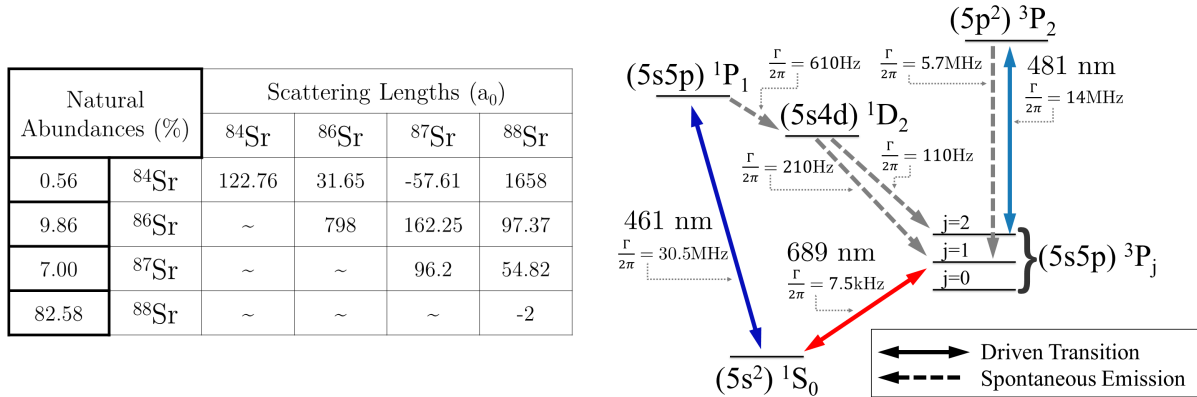 Natural
Abundances (%)
Scattering Lengths (a₀)
⁸⁴Sr ⁸⁶Sr ⁸⁷Sr ⁸⁸Sr
0.56 ⁸⁴Sr 122.76 31.65 -57.61 1658
9.86 ⁸⁶Sr ~ 798 162.25 97.37
7.00 ⁸⁷Sr ~ ~ 96.2 54.82
82.58 ⁸⁸Sr ~ ~ ~ -2
(5p²) ³P₂
(5s5p) ¹P₁
Γ/2π = 610Hz
Γ/2π = 5.7MHz
481 nm
Γ/2π = 14MHz
(5s4d) ¹D₂
Γ/2π = 210Hz
Γ/2π = 110Hz
461 nm
Γ/2π = 30.5MHz
689 nm
Γ/2π = 7.5kHz
j=2
j=1
j=0
(5s5p) ³Pⱼ
(5s²) ¹S₀
Driven Transition
Spontaneous Emission